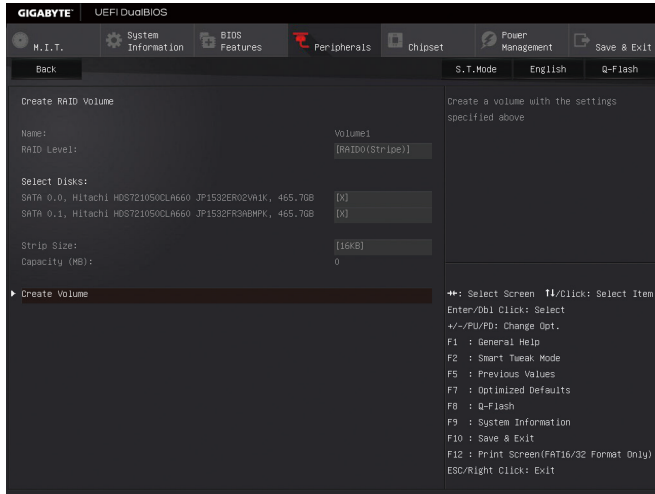 GIGABYTE™ UEFI DualBIOS
M.I.T. System Information BIOS Features Peripherals Chipset Power Management Save & Exit
Back S.T.Mode English Q-Flash
Create RAID Volume
Name: Volume1
RAID Level: [RAID0(Stripe)]
Select Disks:
SATA 0.0, Hitachi HDS721050CLA660 JP1532ER02VA1K, 465.7GB [X]
SATA 0.1, Hitachi HDS721050CLA660 JP1532FR3ABMPK, 465.7GB [X]
Strip Size: [16KB]
Capacity (MB): 0
Create Volume
Create a volume with the settings
specified above
→←: Select Screen ↑↓/Click: Select Item
Enter/Dbl Click: Select
+/-/PU/PD: Change Opt.
F1 : General Help
F2 : Smart Tweak Mode
F5 : Previous Values
F7 : Optimized Defaults
F8 : Q-Flash
F9 : System Information
F10 : Save & Exit
F12 : Print Screen(FAT16/32 Format Only)
ESC/Right Click: Exit